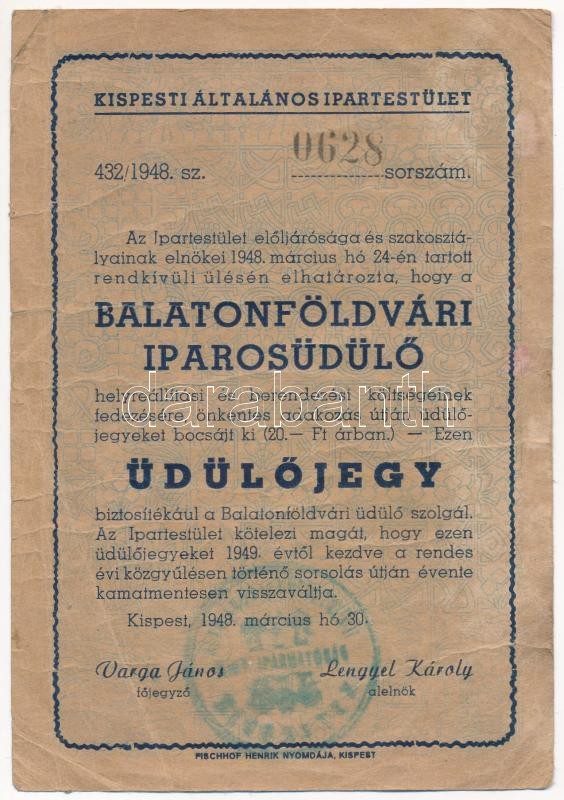 KISPESTI ÁLTALÁNOS IPARTESTÜLET
0628
432/1948. sz. sorszám.
Az Ipartestület előljárósága és szakosztá-
lyainak elnökei 1948. március hó 24-én tartott
rendkívüli ülésén elhatározta, hogy a
BALATONFÖLDVÁRI
IPAROSÜDÜLŐ
helyreállítási és berendezési költségeinek
fedezésére, önkéntes adakozás útján üdülő-
jegyeket bocsájt ki (20.— Ft árban.) — Ezen
ÜDÜLŐJEGY
biztosítékául a Balatonföldvári üdülő szolgál.
Az Ipartestület kötelezi magát, hogy ezen
üdülőjegyeket 1949. évtől kezdve a rendes
évi közgyűlésen történő sorsolás útján évente
kamatmentesen visszaváltja.
Kispest, 1948. március hó 30.
Varga János Lengyel Károly
főjegyző alelnök
FISCHHOF HENRIK NYOMDÁJA, KISPEST
darabanth